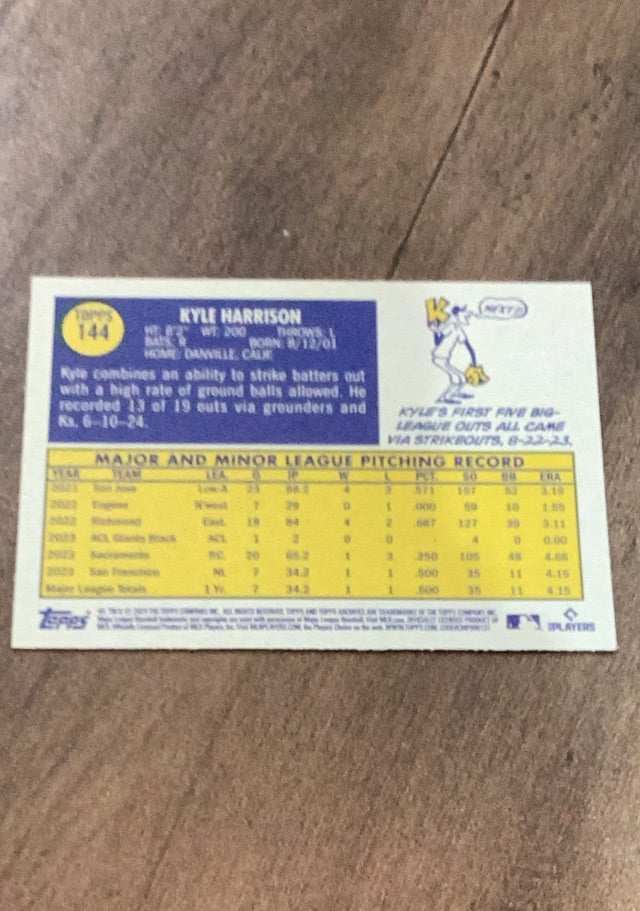 TOPPS
144
KYLE HARRISON
HT: 6'2" WT: 200 THROWS: L
BATS: R BORN: 8/12/01
HOME: DANVILLE, CALIF.
Kyle combines an ability to strike batters out
with a high rate of ground balls allowed. He
recorded 13 of 19 outs via grounders and
Ks, 6-10-24.
K
NEXT!
KYLE'S FIRST FIVE BIG-
LEAGUE OUTS ALL CAME
VIA STRIKEOUTS, 8-22-23.
MAJOR AND MINOR LEAGUE PITCHING RECORD
YEAR TEAM LEA. G IP W L PCT. SO BB ERA
2021 San Jose Low-A 23 98.2 4 3 .571 157 52 3.19
2022 Eugene N'west 7 29 0 1 .000 59 10 1.55
2022 Richmond East. 18 84 4 2 .667 127 39 3.11
2023 ACL Giants Black ACL 1 2 0 0 4 0 0.00
2023 Sacramento P.C. 20 65.2 1 3 .250 105 48 4.66
2023 San Francisco NL 7 34.2 1 1 .500 35 11 4.15
Major League Totals 1 Yr. 7 34.2 1 1 .500 35 11 4.15
Topps
PLAYERS